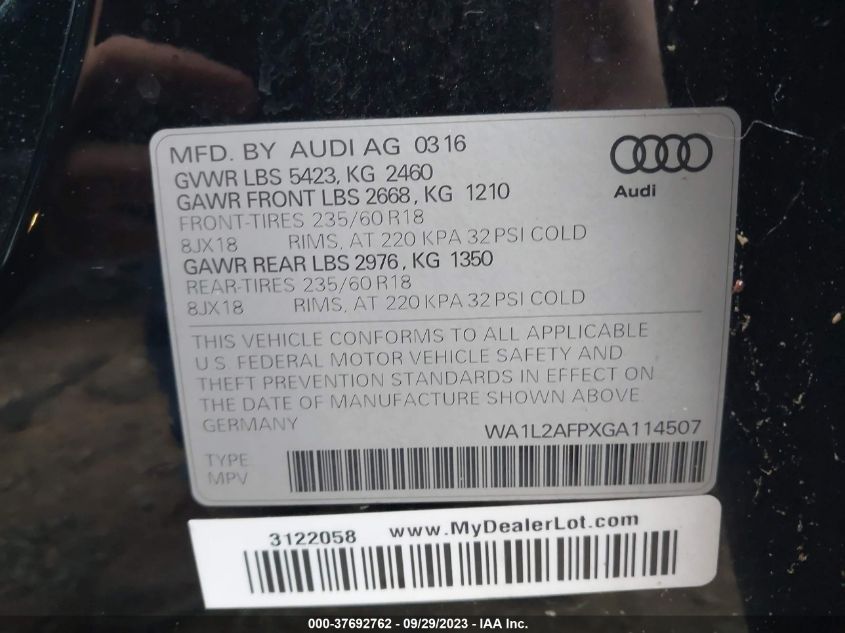 MFD. BY AUDI AG 0316
GVWR LBS 5423, KG 2460
GAWR FRONT LBS 2668, KG 1210
FRONT-TIRES 235/60 R18
8JX18 RIMS, AT 220 KPA 32 PSI COLD
GAWR REAR LBS 2976, KG 1350
REAR-TIRES 235/60 R18
8JX18 RIMS, AT 220 KPA 32 PSI COLD
Audi
THIS VEHICLE CONFORMS TO ALL APPLICABLE
U.S. FEDERAL MOTOR VEHICLE SAFETY AND
THEFT PREVENTION STANDARDS IN EFFECT ON
THE DATE OF MANUFACTURE SHOWN ABOVE
GERMANY WA1L2AFPXGA114507
TYPE
MPV
3122058 www.MyDealerLot.com
000-37692762 - 09/29/2023 - IAA Inc.